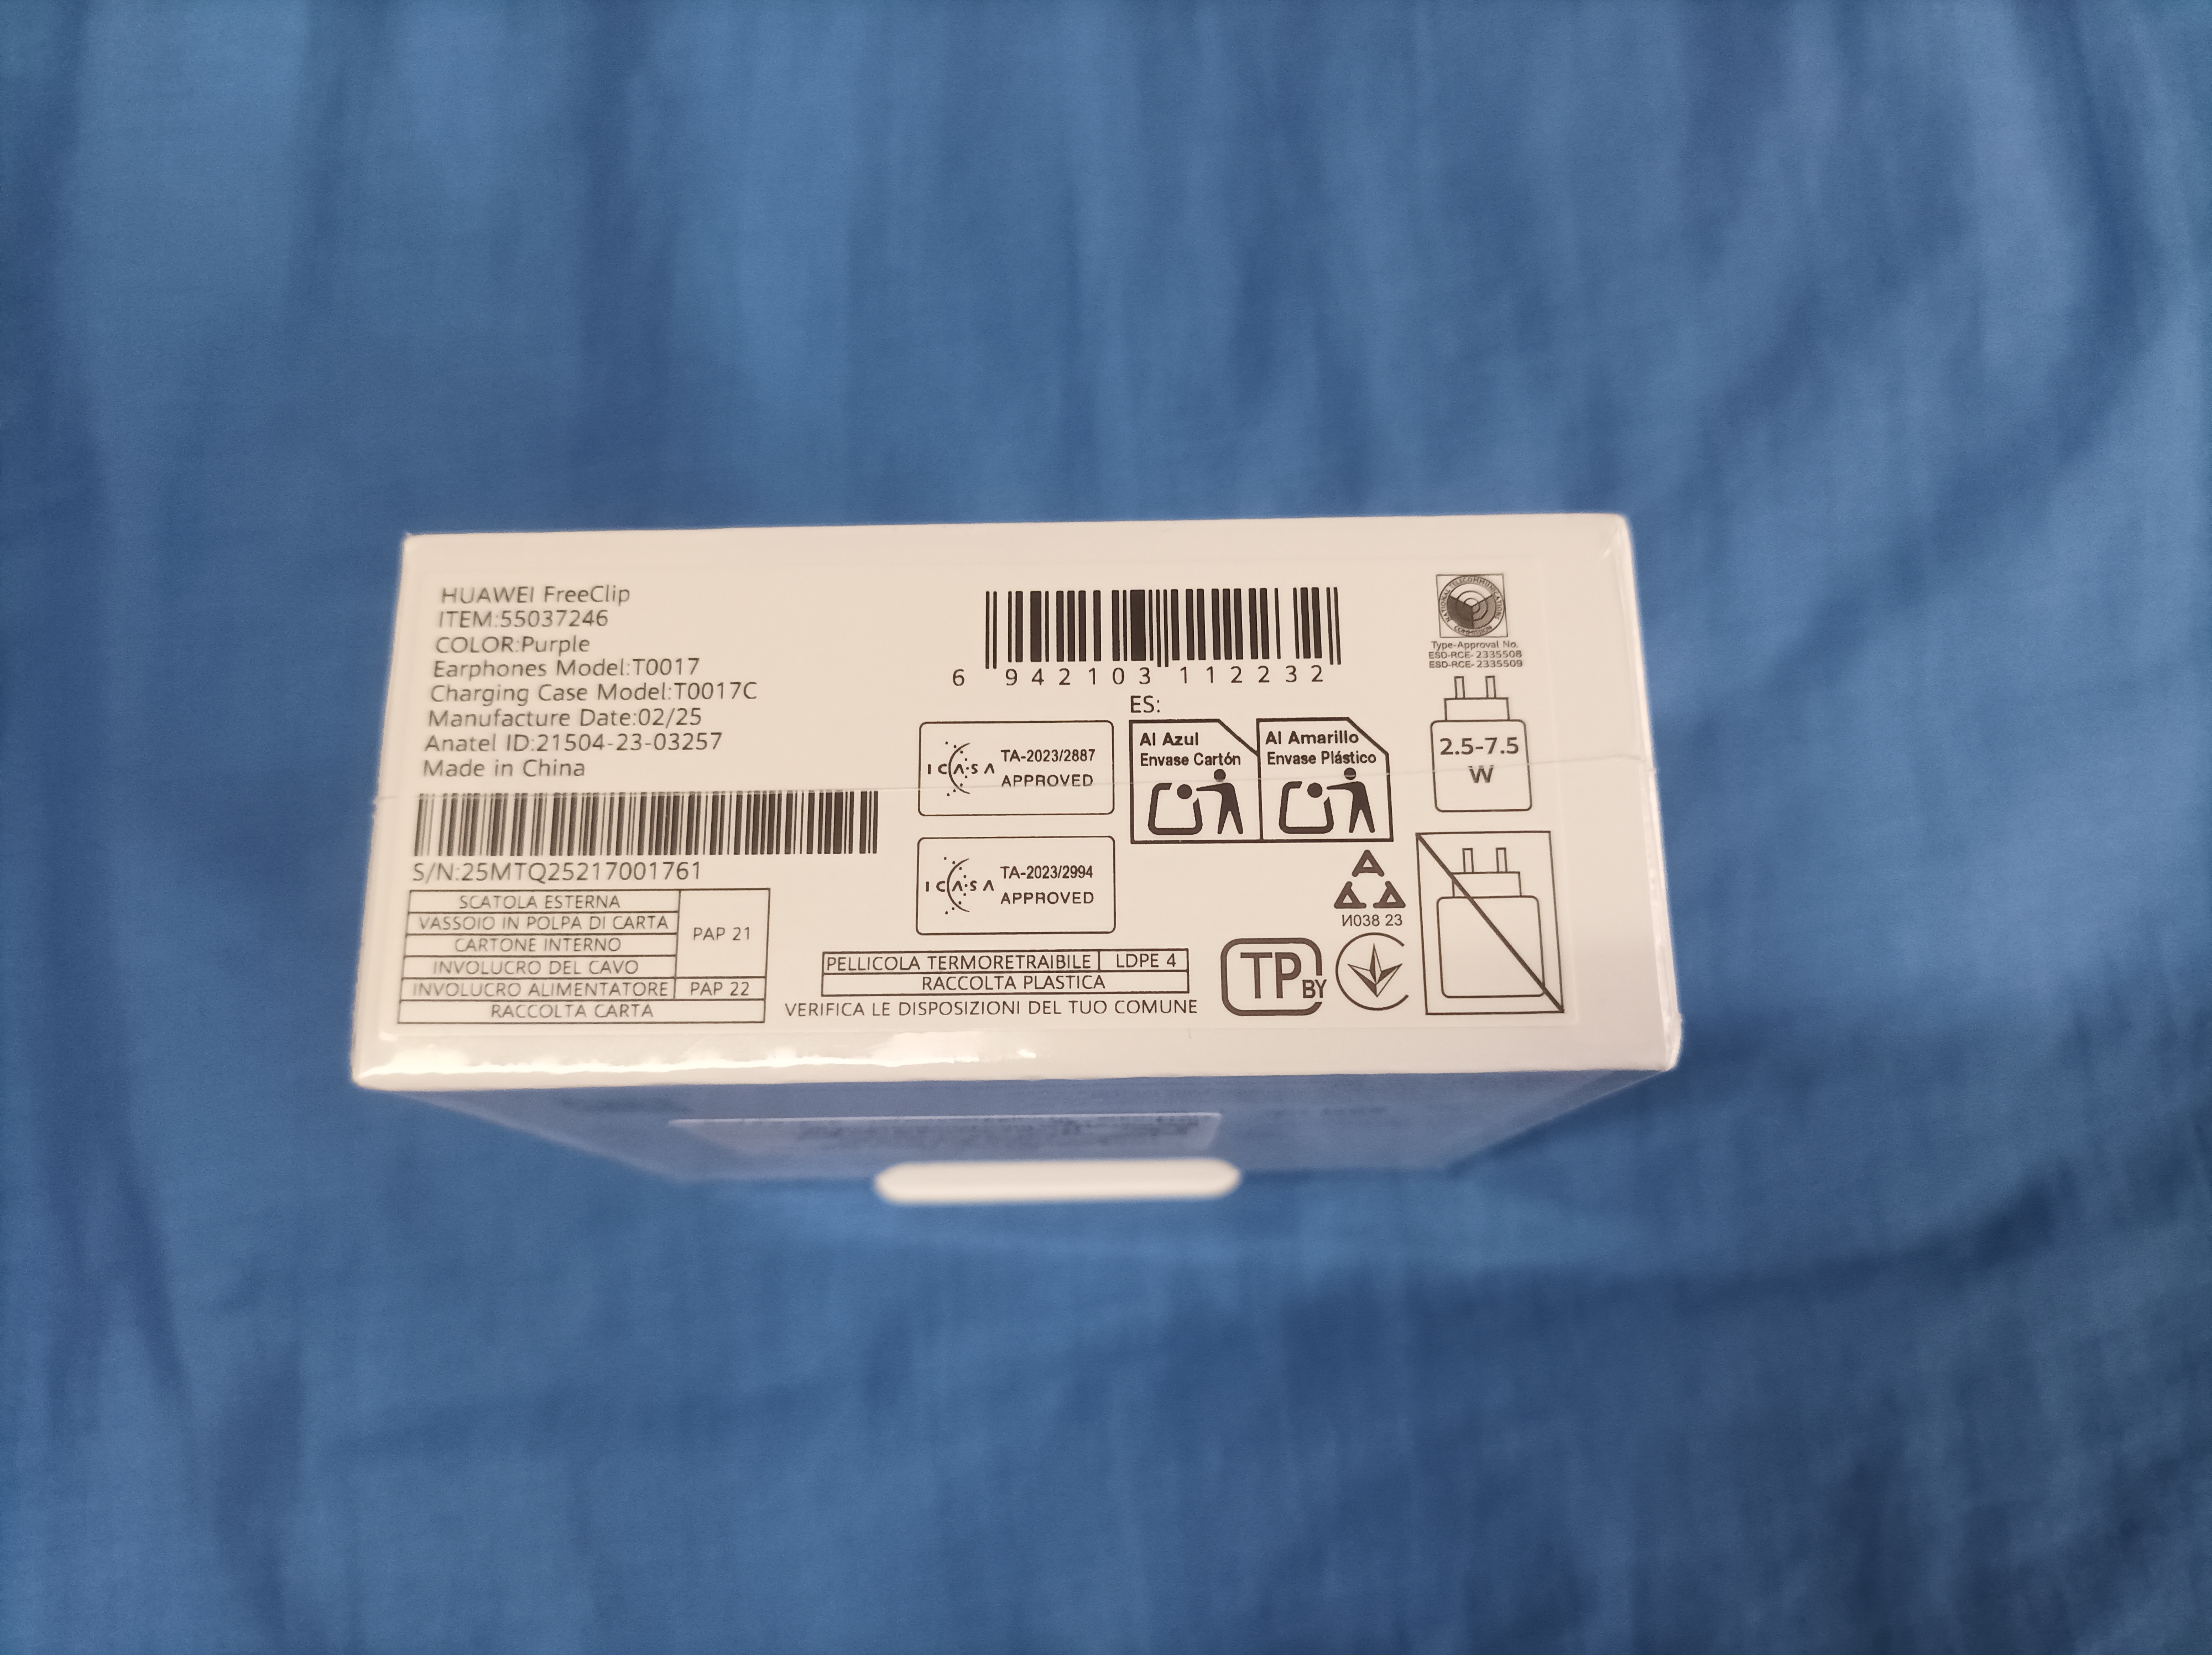 HUAWEI FreeClip
ITEM:55037246
COLOR:Purple
Earphones Model:T0017
Charging Case Model:T0017C
Manufacture Date:02/25
Anatel ID:21504-23-03257
Made in China
S/N:25MTQ25217001761
SCATOLA ESTERNA
VASSOIO IN POLPA DI CARTA
CARTONE INTERNO
INVOLUCRO DEL CAVO
PAP 21
INVOLUCRO ALIMENTATORE PAP 22
RACCOLTA CARTA
6 942103 112232
ICASA
TA-2023/2887
APPROVED
ICASA
TA-2023/2994
APPROVED
ES:
Al Azul
Envase Cartón
Al Amarillo
Envase Plástico
PELLICOLA TERMORETRAIBILE LDPE 4
RACCOLTA PLASTICA
VERIFICA LE DISPOSIZIONI DEL TUO COMUNE
NATIONAL TELECOMMUNICATIONS COMMISSION
Type-Approval No.
ESD-RCE-2335508
ESD-RCE-2335509
2.5-7.5
W
И038 23
TP BY